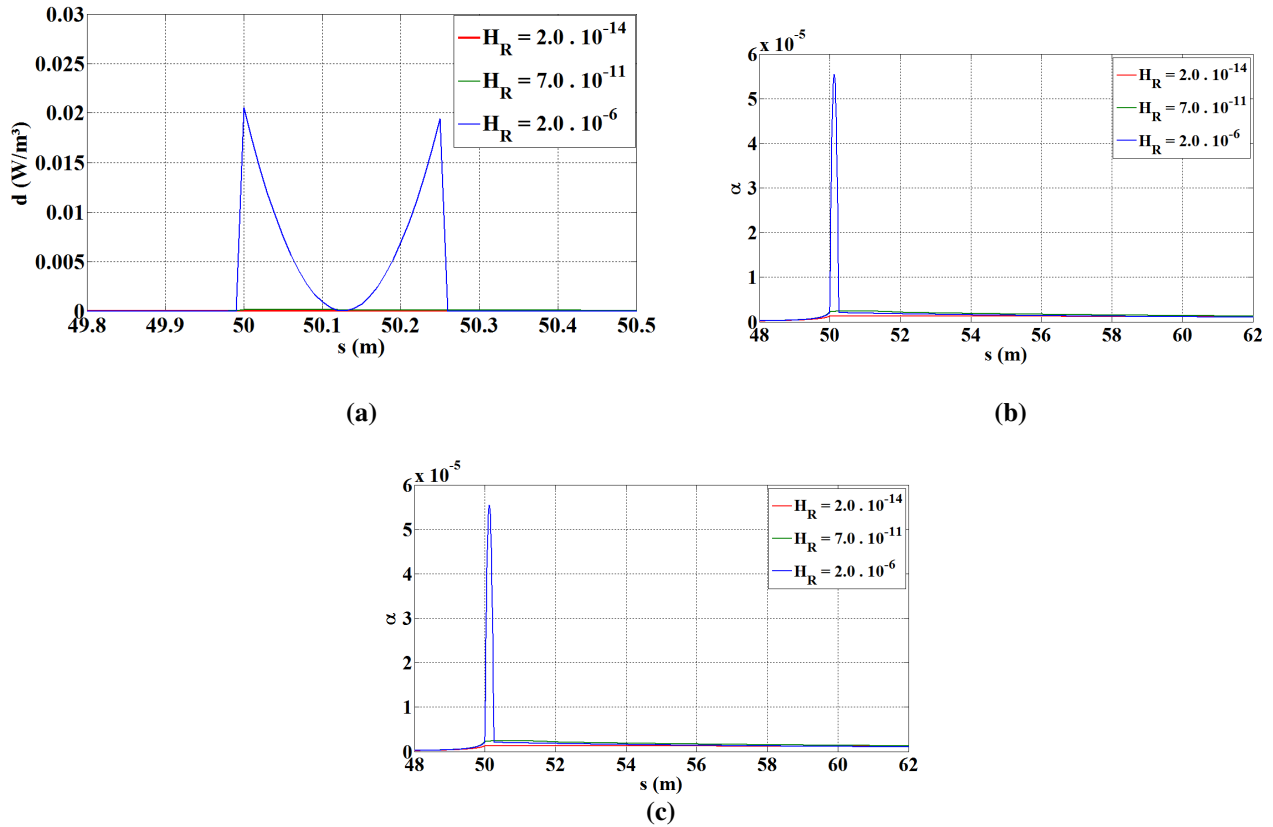 0.03
0.025
0.02
0.015
0.01
0.005
0
d (W/m³)
49.8 49.9 50 50.1 50.2 50.3 50.4 50.5
s (m)
H_R = 2.0 . 10^-14
H_R = 7.0 . 10^-11
H_R = 2.0 . 10^-6
(a)
6 x 10^-5
5
4
3
2
1
0
α
48 50 52 54 56 58 60 62
s (m)
H_R = 2.0 . 10^-14
H_R = 7.0 . 10^-11
H_R = 2.0 . 10^-6
(b)
6 x 10^-5
5
4
3
2
1
0
α
48 50 52 54 56 58 60 62
s (m)
H_R = 2.0 . 10^-14
H_R = 7.0 . 10^-11
H_R = 2.0 . 10^-6
(c)